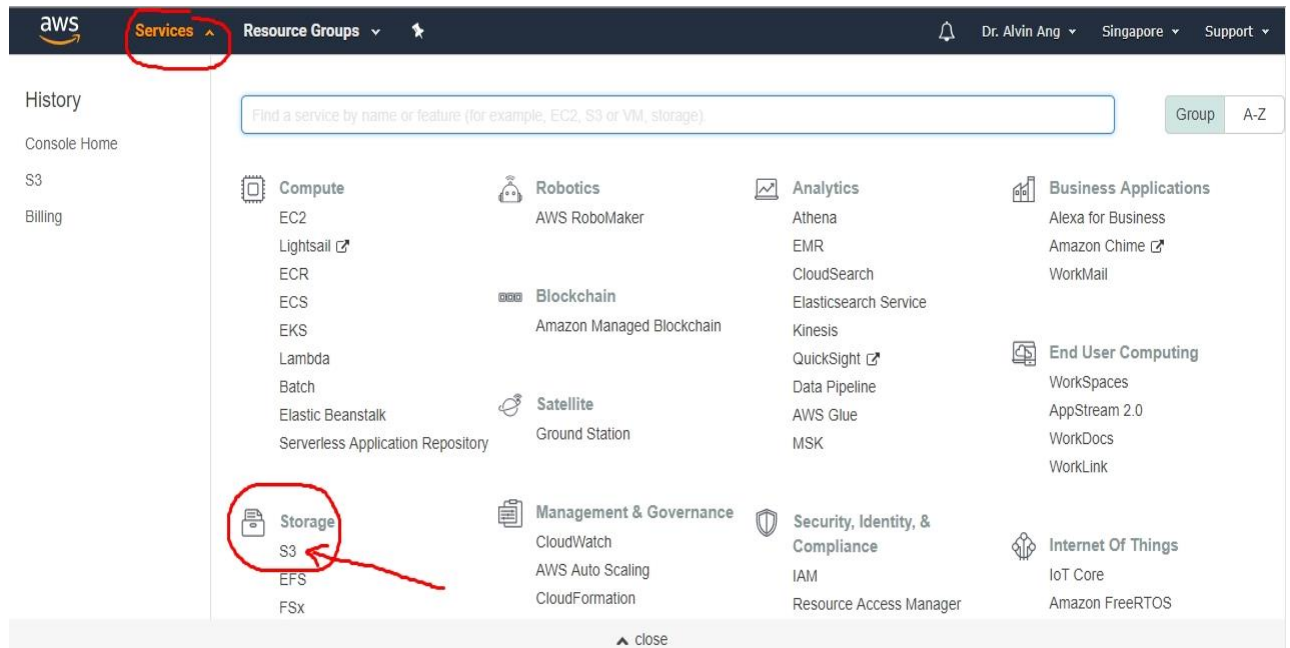 aws
Services
Resource Groups
Dr. Alvin Ang
Singapore
Support
History
Console Home
S3
Billing
Find a service by name or feature (for example, EC2, S3 or VM, storage).
Group
A-Z
Compute
EC2
Lightsail
ECR
ECS
EKS
Lambda
Batch
Elastic Beanstalk
Serverless Application Repository
Storage
S3
EFS
FSx
Robotics
AWS RoboMaker
Blockchain
Amazon Managed Blockchain
Satellite
Ground Station
Management & Governance
CloudWatch
AWS Auto Scaling
CloudFormation
Analytics
Athena
EMR
CloudSearch
Elasticsearch Service
Kinesis
QuickSight
Data Pipeline
AWS Glue
MSK
Security, Identity, &
Compliance
IAM
Resource Access Manager
Business Applications
Alexa for Business
Amazon Chime
WorkMail
End User Computing
WorkSpaces
AppStream 2.0
WorkDocs
WorkLink
Internet Of Things
IoT Core
Amazon FreeRTOS
close